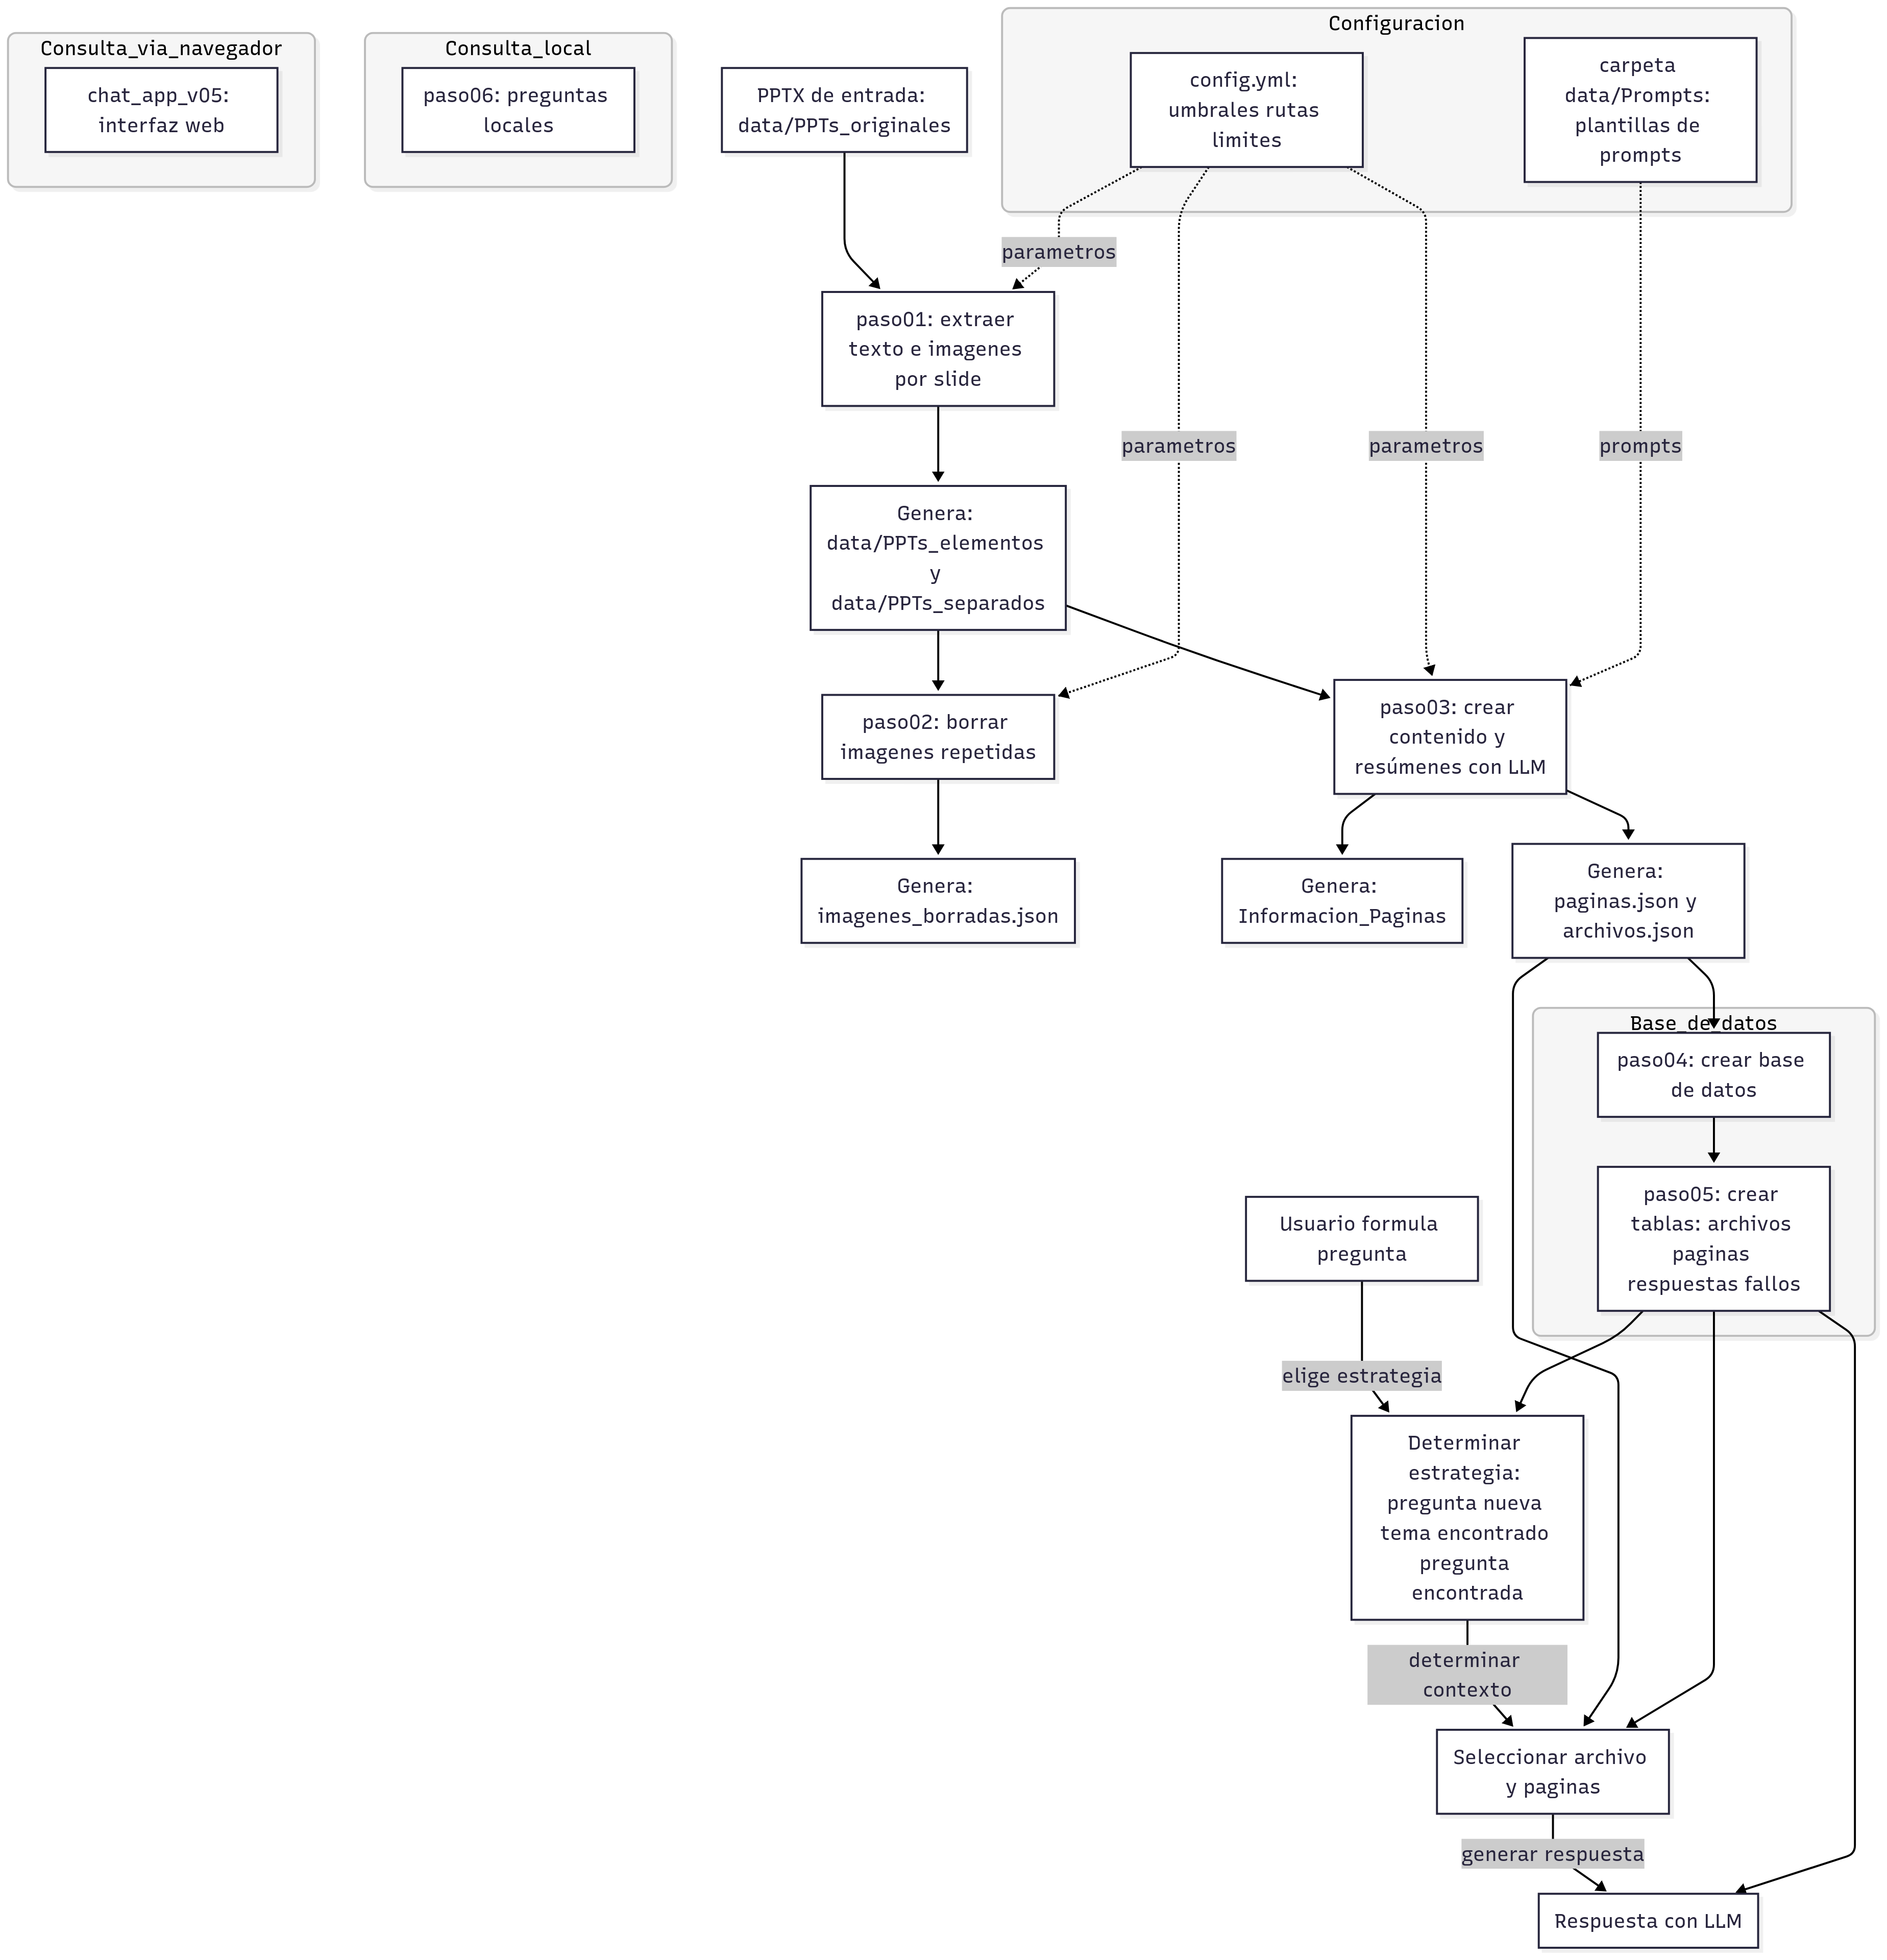 Consulta_via_navegador
chat_app_v05:
interfaz web
Consulta_local
paso06: preguntas
locales
PPTX de entrada:
data/PPTs_originales
Configuracion
config.yml:
umbrales rutas
limites
carpeta
data/Prompts:
plantillas de
prompts
parametros
paso01: extraer
texto e imagenes
por slide
parametros
parametros
prompts
Genera:
data/PPTs_elementos
y
data/PPTs_separados
paso02: borrar
imagenes repetidas
paso03: crear
contenido y
resúmenes con LLM
Genera:
imagenes_borradas.json
Genera:
Informacion_Paginas
Genera:
paginas.json y
archivos.json
Base_de_datos
paso04: crear base
de datos
paso05: crear
tablas: archivos
paginas
respuestas fallos
Usuario formula
pregunta
elige estrategia
Determinar
estrategia:
pregunta nueva
tema encontrado
pregunta
encontrada
determinar
contexto
Seleccionar archivo
y paginas
generar respuesta
Respuesta con LLM